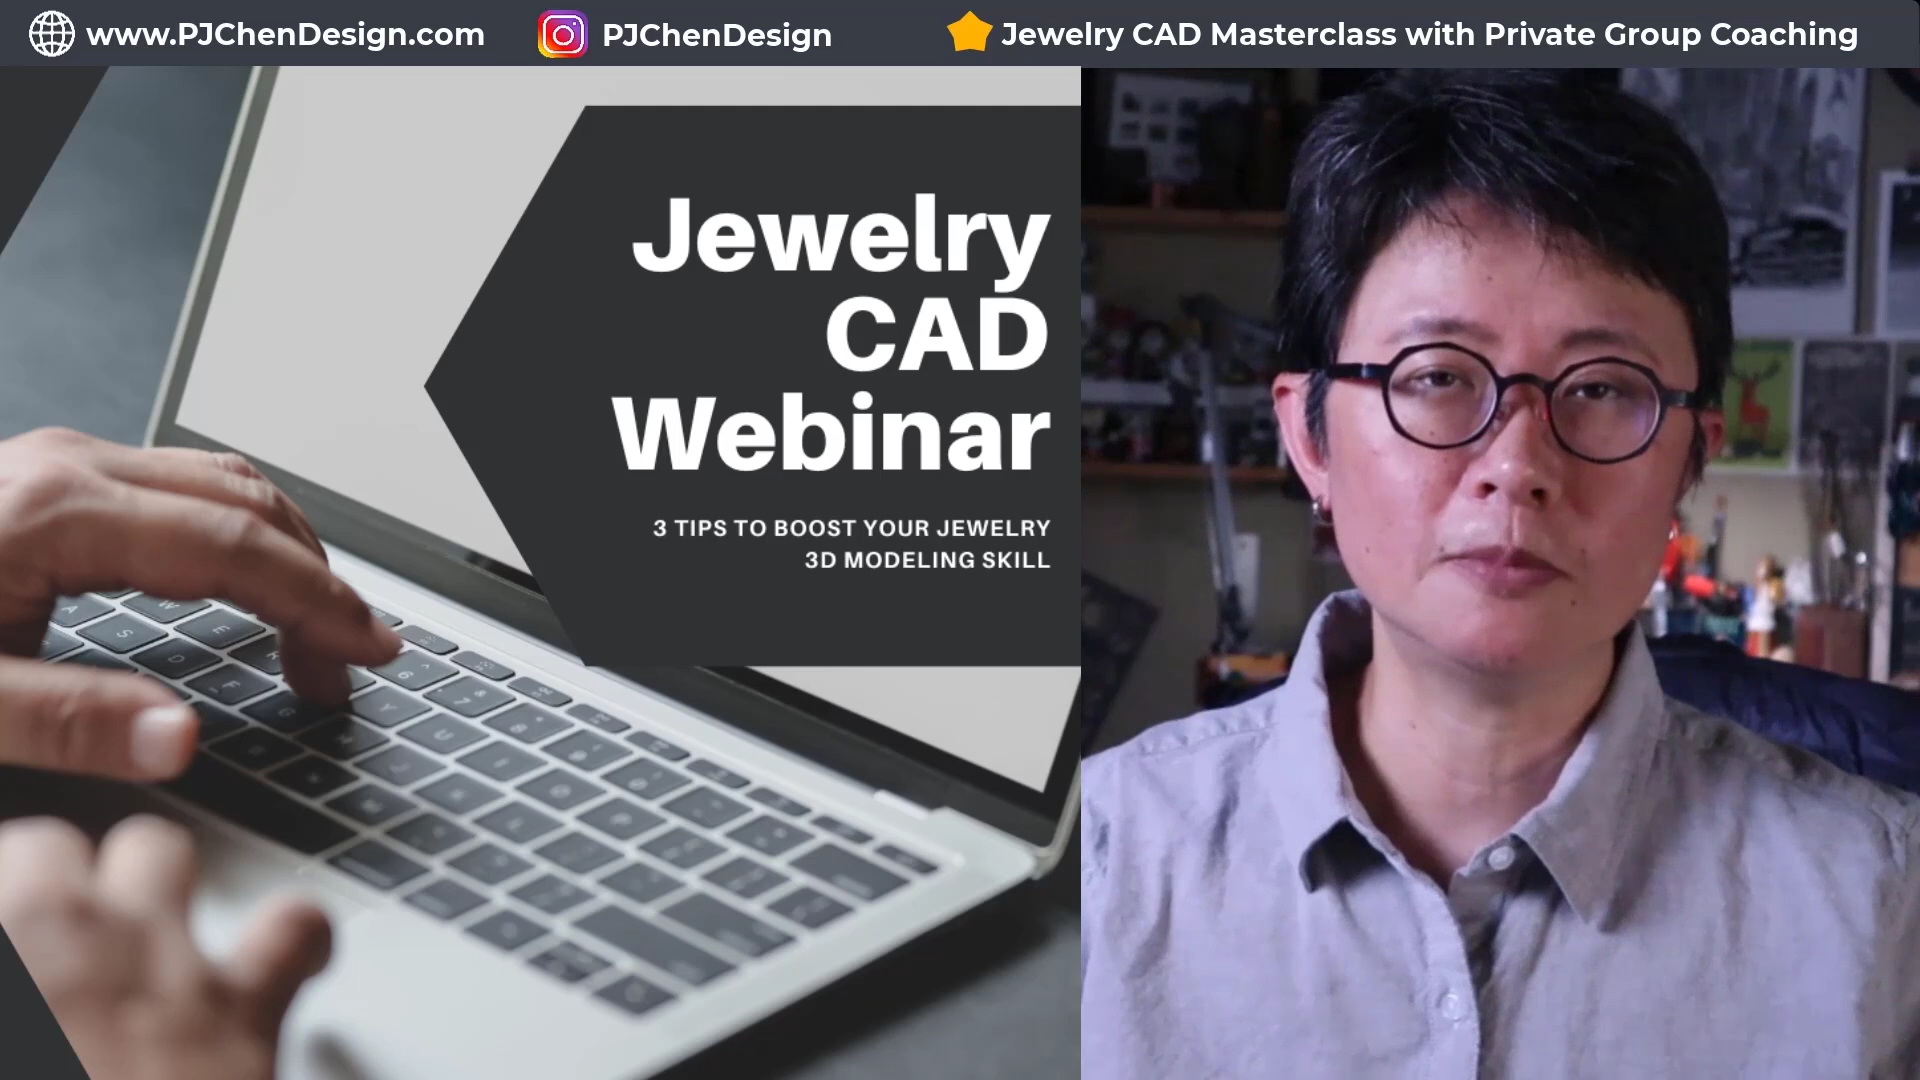 www.PJChenDesign.com
PJChenDesign
Jewelry CAD Masterclass with Private Group Coaching
Jewelry
CAD
Webinar
3 TIPS TO BOOST YOUR JEWELRY
3D MODELING SKILL